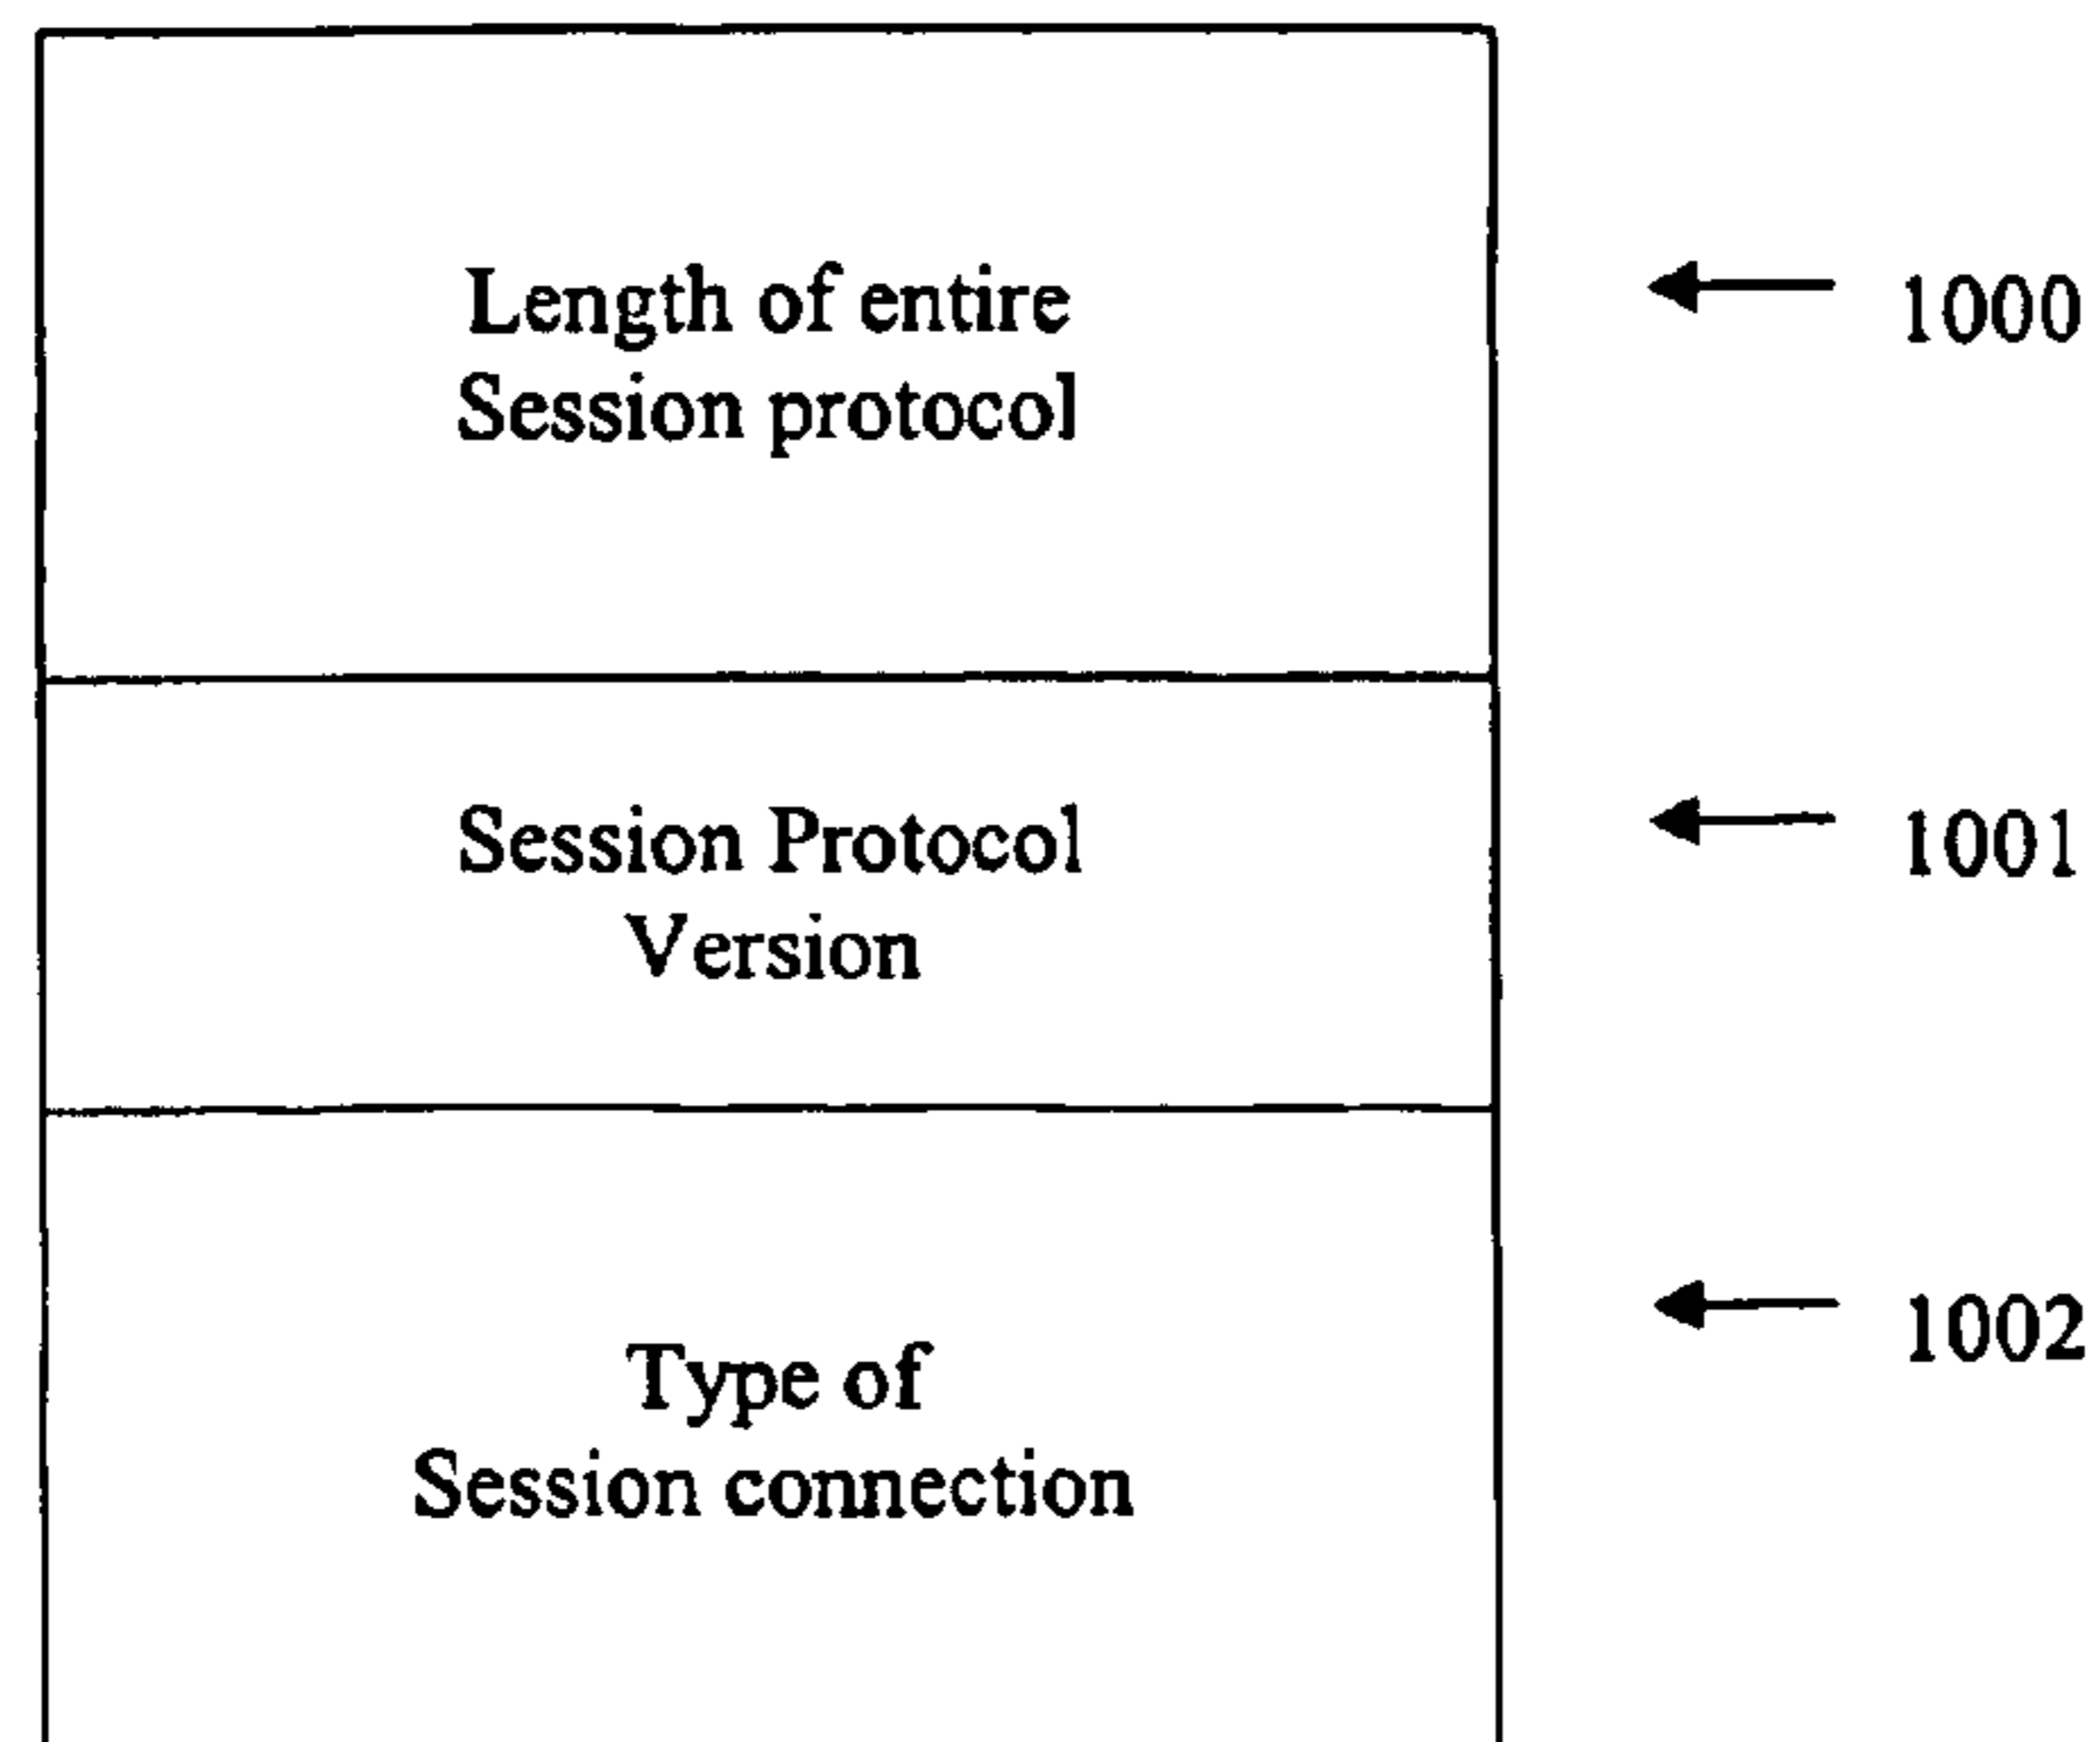 Length of entire
Session protocol
1000
Session Protocol
Version
1001
Type of
Session connection
1002